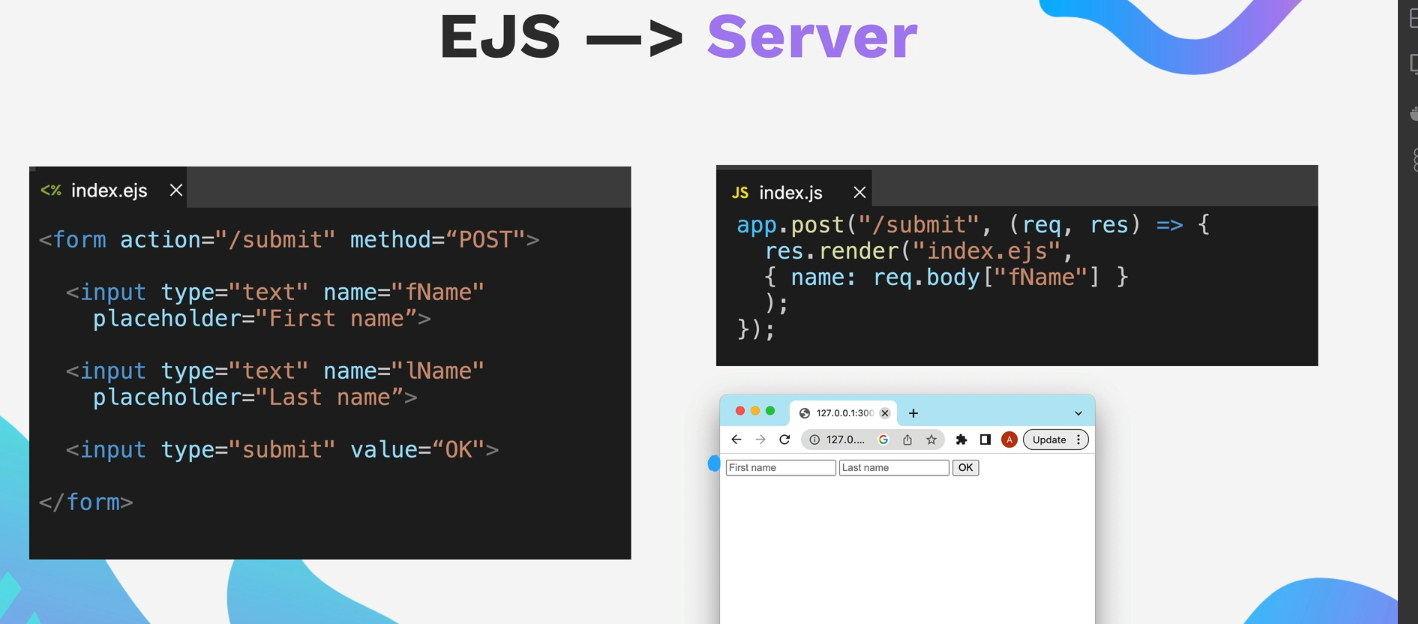 EJS —> Server
<% index.ejs ×
<form action="/submit" method=“POST">
<input type="text" name="fName"
placeholder="First name”>
<input type="text" name="lName"
placeholder="Last name”>
<input type="submit" value=“OK">
</form>
JS index.js ×
app.post("/submit", (req, res) => {
res.render("index.ejs",
{ name: req.body["fName"] }
);
});
127.0.0.1:300
127.0.... G A Update
First name Last name OK